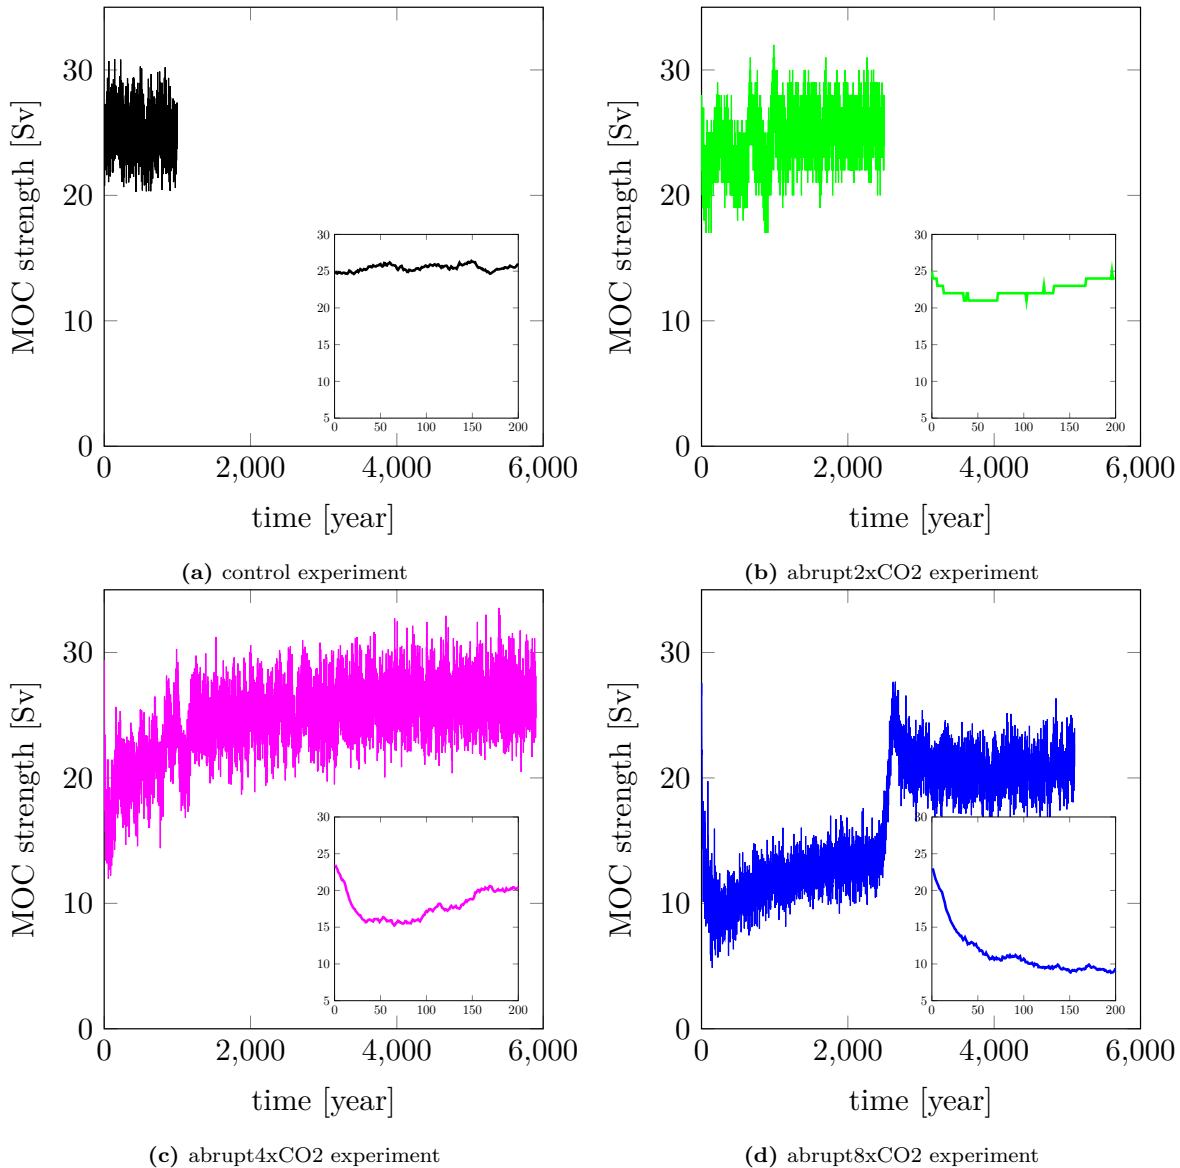 30
20
10
0
MOC strength [Sv]
30
25
20
15
10
5
0 50 100 150 200
0 2,000 4,000 6,000
time [year]
(a) control experiment
30
20
10
0
MOC strength [Sv]
30
25
20
15
10
5
0 50 100 150 200
0 2,000 4,000 6,000
time [year]
(b) abrupt2xCO2 experiment
30
20
10
0
MOC strength [Sv]
30
25
20
15
10
5
0 50 100 150 200
0 2,000 4,000 6,000
time [year]
(c) abrupt4xCO2 experiment
30
20
10
0
MOC strength [Sv]
30
25
20
15
10
5
0 50 100 150 200
0 2,000 4,000 6,000
time [year]
(d) abrupt8xCO2 experiment